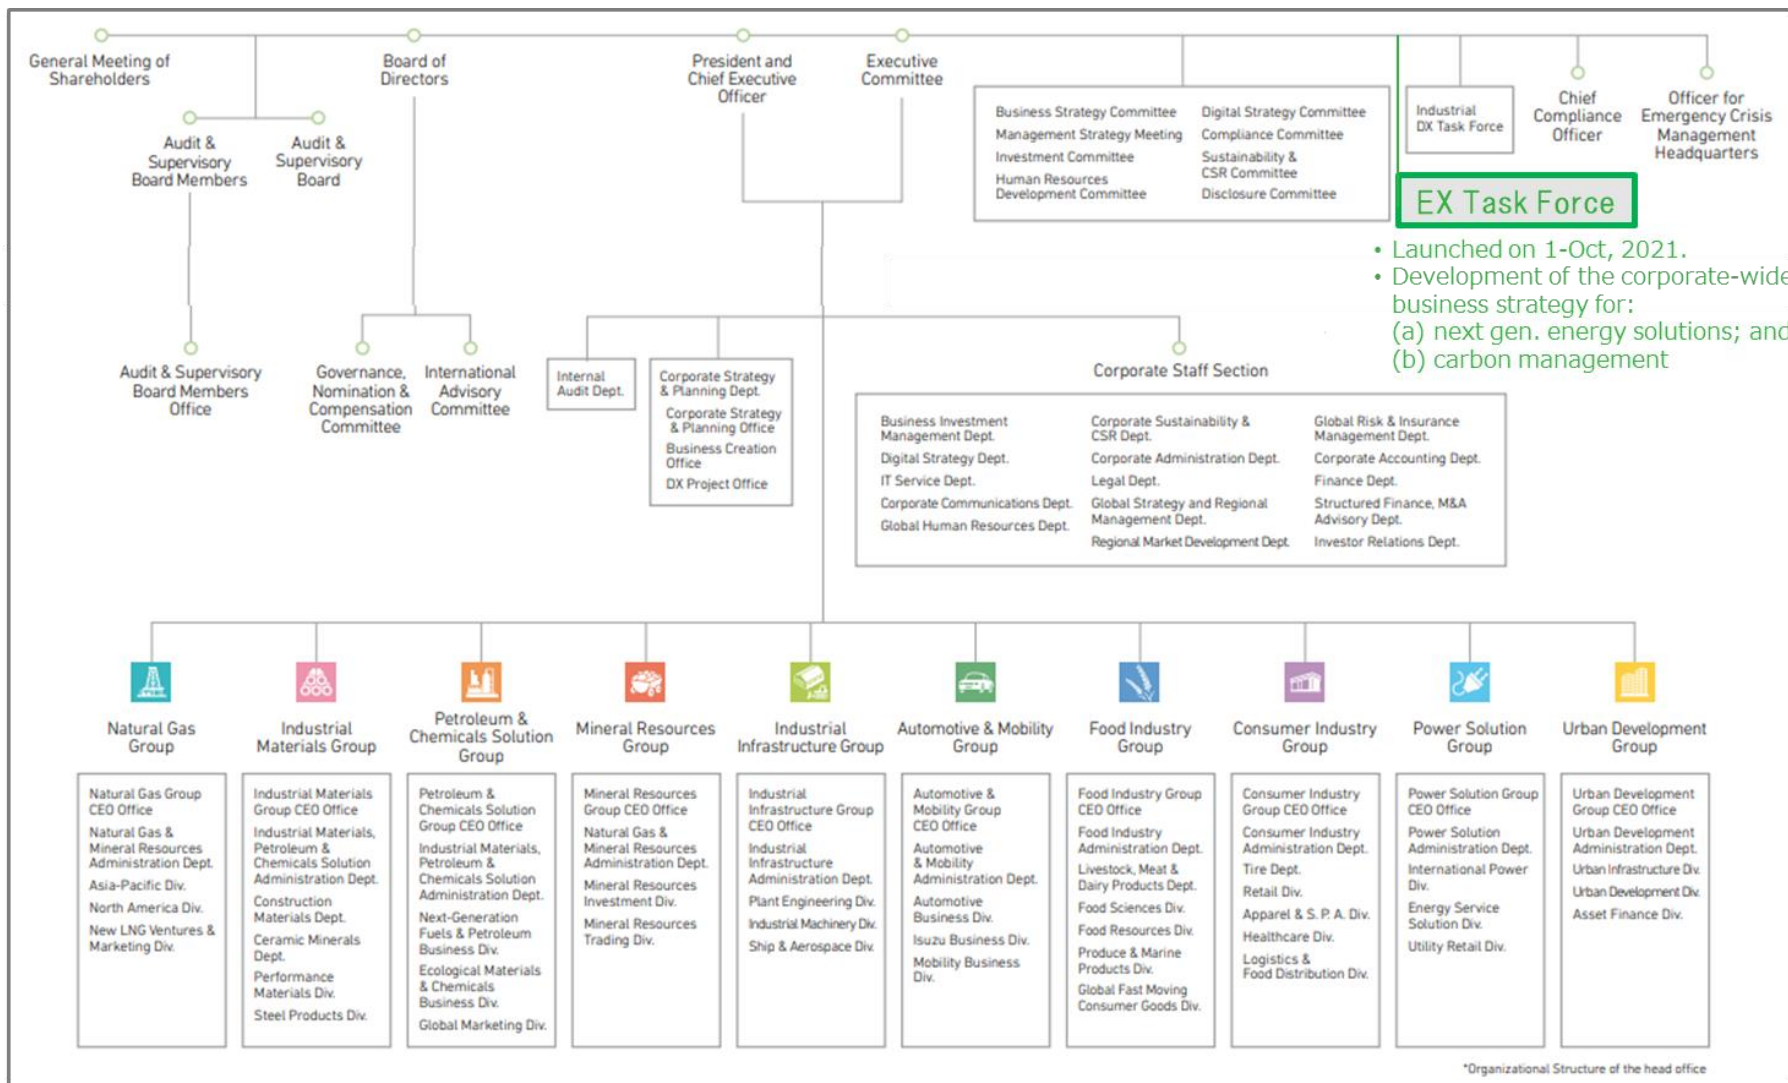 General Meeting of
Shareholders
Board of
Directors
President and
Chief Executive
Officer
Executive
Committee
Audit &
Supervisory
Board Members
Audit &
Supervisory
Board
Business Strategy Committee
Management Strategy Meeting
Investment Committee
Human Resources
Development Committee
Digital Strategy Committee
Compliance Committee
Sustainability &
CSR Committee
Disclosure Committee
Industrial
DX Task Force
Chief
Compliance
Officer
Officer for
Emergency Crisis
Management
Headquarters
EX Task Force
• Launched on 1-Oct, 2021.
• Development of the corporate-wide
business strategy for:
(a) next gen. energy solutions; and
(b) carbon management
Audit & Supervisory
Board Members
Office
Governance,
Nomination &
Compensation
Committee
International
Advisory
Committee
Internal
Audit Dept.
Corporate Strategy
& Planning Dept.
Corporate Strategy
& Planning Office
Business Creation
Office
DX Project Office
Corporate Staff Section
Business Investment
Management Dept.
Digital Strategy Dept.
IT Service Dept.
Corporate Communications Dept.
Global Human Resources Dept.
Corporate Sustainability &
CSR Dept.
Corporate Administration Dept.
Legal Dept.
Global Strategy and Regional
Management Dept.
Regional Market Development Dept.
Global Risk & Insurance
Management Dept.
Corporate Accounting Dept.
Finance Dept.
Structured Finance, M&A
Advisory Dept.
Investor Relations Dept.
Natural Gas
Group
Natural Gas Group
CEO Office
Natural Gas &
Mineral Resources
Administration Dept.
Asia-Pacific Div.
North America Div.
New LNG Ventures &
Marketing Div.
Industrial
Materials Group
Industrial Materials
Group CEO Office
Industrial Materials,
Petroleum &
Chemicals Solution
Administration Dept.
Construction
Materials Dept.
Ceramic Minerals
Dept.
Performance
Materials Div.
Steel Products Div.
Petroleum &
Chemicals Solution
Group
Petroleum &
Chemicals Solution
Group CEO Office
Industrial Materials,
Petroleum &
Chemicals Solution
Administration Dept.
Next-Generation
Fuels & Petroleum
Business Div.
Ecological Materials
& Chemicals
Business Div.
Global Marketing Div.
Mineral Resources
Group
Mineral Resources
Group CEO Office
Natural Gas &
Mineral Resources
Administration Dept.
Mineral Resources
Investment Div.
Mineral Resources
Trading Div.
Industrial
Infrastructure Group
Industrial
Infrastructure Group
CEO Office
Industrial
Infrastructure
Administration Dept.
Plant Engineering Div.
Industrial Machinery Div.
Ship & Aerospace Div.
Automotive & Mobility
Group
Automotive &
Mobility Group
CEO Office
Automotive
& Mobility
Administration Dept.
Automotive
Business Div.
Isuzu Business Div.
Mobility Business
Div.
Food Industry
Group
Food Industry Group
CEO Office
Food Industry
Administration Dept.
Livestock, Meat &
Dairy Products Dept.
Food Sciences Div.
Food Resources Div.
Produce & Marine
Products Div.
Global Fast Moving
Consumer Goods Div.
Consumer Industry
Group
Consumer Industry
Group CEO Office
Consumer Industry
Administration Dept.
Tire Dept.
Retail Div.
Apparel & S. P. A. Div.
Healthcare Div.
Logistics &
Food Distribution Div.
Power Solution
Group
Power Solution Group
CEO Office
Power Solution
Administration Dept.
International Power
Div.
Energy Service
Solution Div.
Utility Retail Div.
Urban Development
Group
Urban Development
Group CEO Office
Urban Development
Administration Dept.
Urban Infrastructure Div.
Urban Development Div.
Asset Finance Div.
*Organizational Structure of the head office